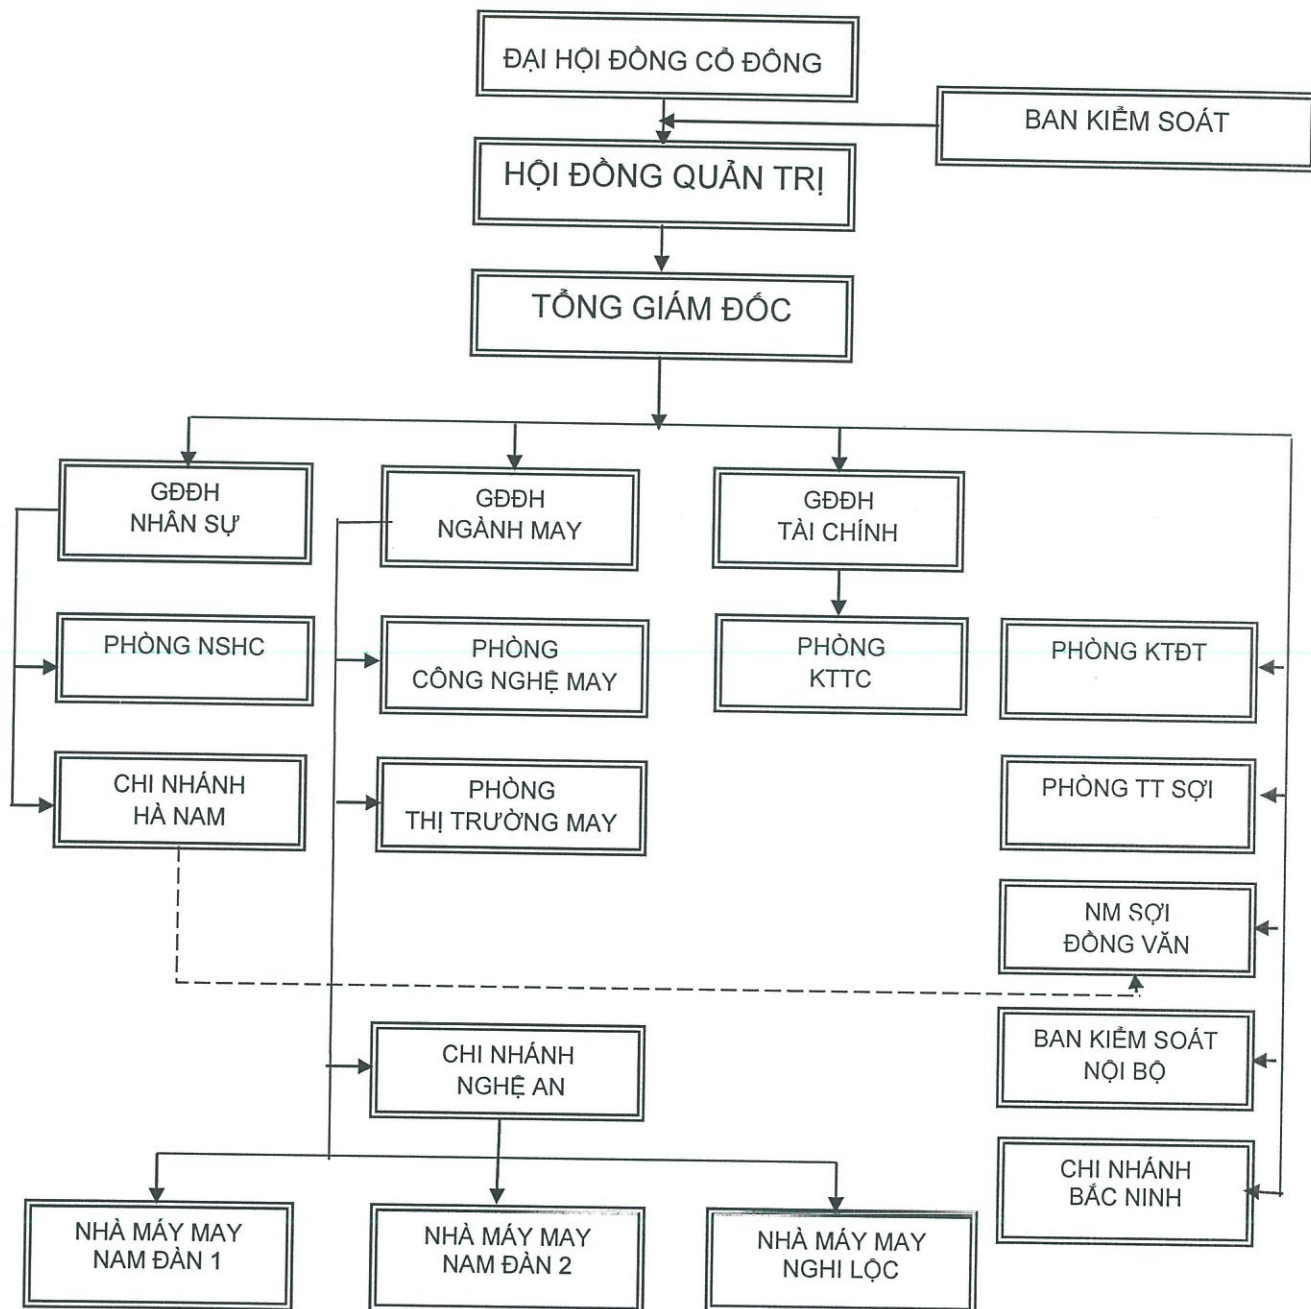 ĐẠI HỘI ĐỒNG CỔ ĐÔNG
BAN KIỂM SOÁT
HỘI ĐỒNG QUẢN TRỊ
TỔNG GIÁM ĐỐC
GĐĐH
NHÂN SỰ
GĐĐH
NGÀNH MAY
GĐĐH
TÀI CHÍNH
PHÒNG NSHC
PHÒNG
CÔNG NGHỆ MAY
PHÒNG
KTTC
PHÒNG KTĐT
CHI NHÁNH
HÀ NAM
PHÒNG
THỊ TRƯỜNG MAY
PHÒNG TT SỢI
NM SỢI
ĐỒNG VĂN
CHI NHÁNH
NGHỆ AN
BAN KIỂM SOÁT
NỘI BỘ
CHI NHÁNH
BẮC NINH
NHÀ MÁY MAY
NAM ĐÀN 1
NHÀ MÁY MAY
NAM ĐÀN 2
NHÀ MÁY MAY
NGHI LỘC